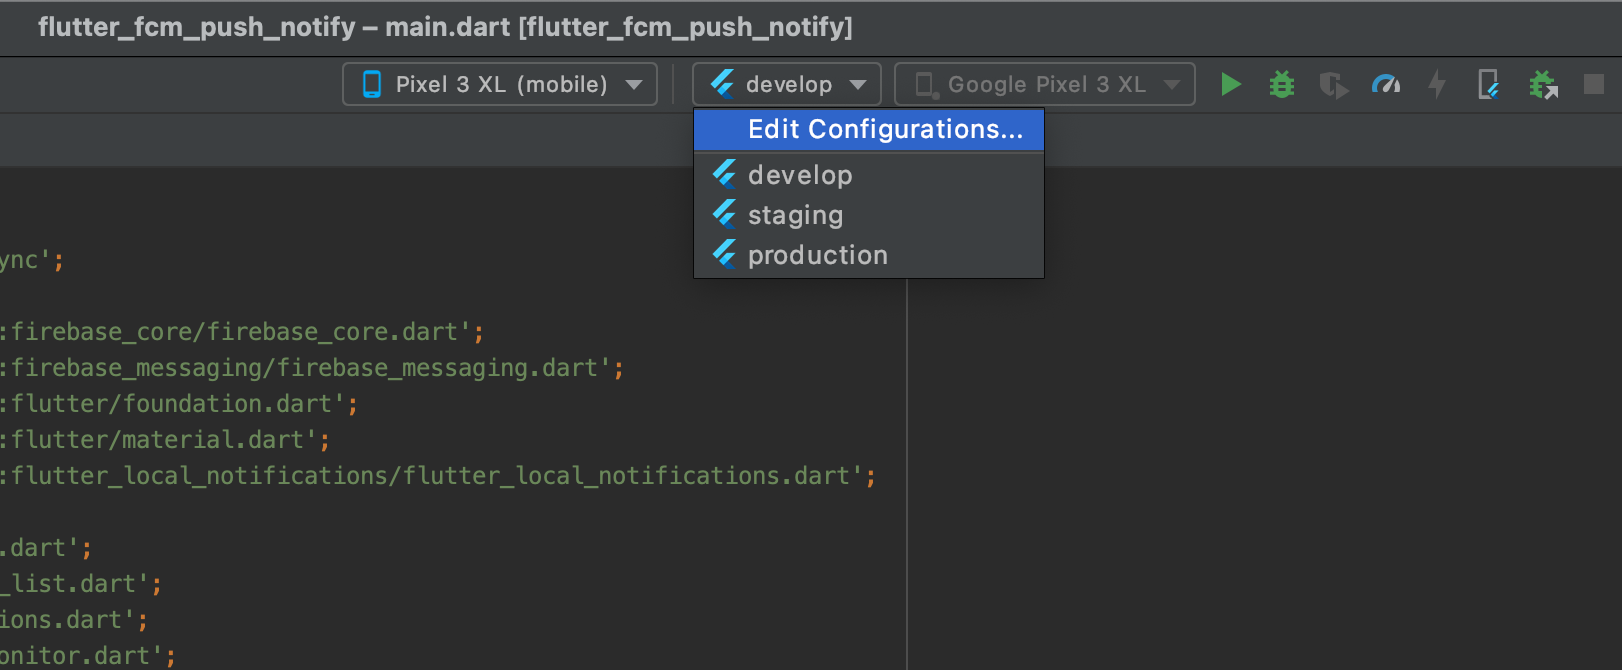 flutter_fcm_push_notify – main.dart [flutter_fcm_push_notify]
Pixel 3 XL (mobile) develop Google Pixel 3 XL
Edit Configurations...
develop
staging
production
ync';
:firebase_core/firebase_core.dart';
:firebase_messaging/firebase_messaging.dart';
:flutter/foundation.dart';
:flutter/material.dart';
:flutter_local_notifications/flutter_local_notifications.dart';
.dart';
_list.dart';
ions.dart';
onitor.dart';